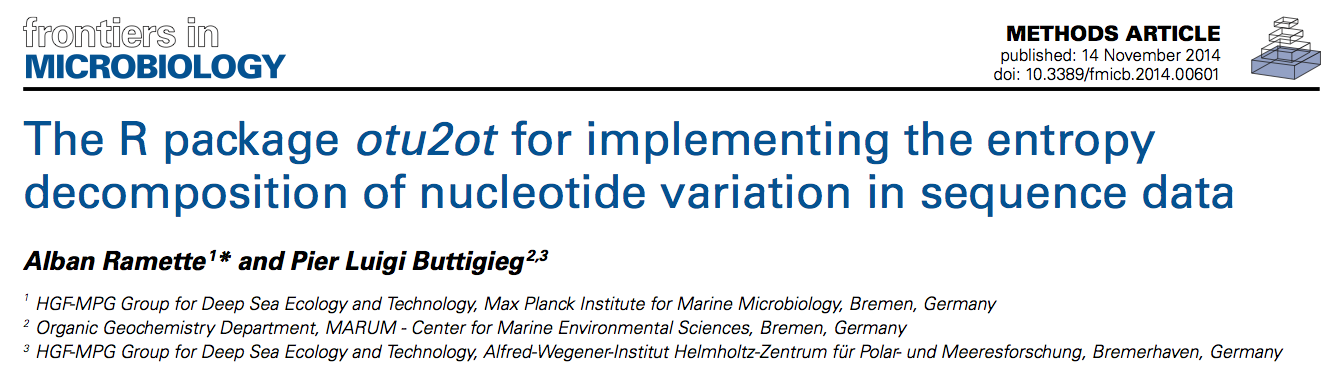 frontiers in
MICROBIOLOGY
METHODS ARTICLE
published: 14 November 2014
doi: 10.3389/fmicb.2014.00601
The R package otu2ot for implementing the entropy
decomposition of nucleotide variation in sequence data
Alban Ramette1* and Pier Luigi Buttigieg2,3
1 HGF-MPG Group for Deep Sea Ecology and Technology, Max Planck Institute for Marine Microbiology, Bremen, Germany
2 Organic Geochemistry Department, MARUM - Center for Marine Environmental Sciences, Bremen, Germany
3 HGF-MPG Group for Deep Sea Ecology and Technology, Alfred-Wegener-Institut Helmholtz-Zentrum für Polar- und Meeresforschung, Bremerhaven, Germany